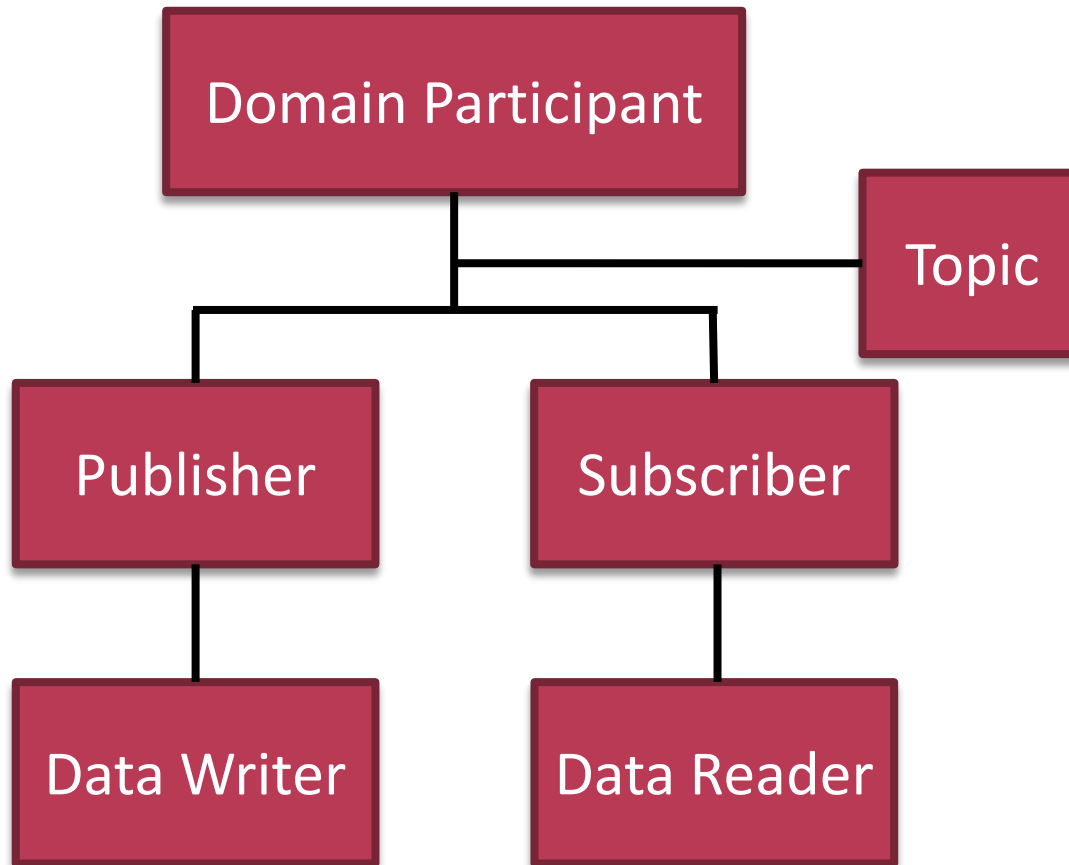 Domain Participant
Topic
Publisher
Subscriber
Data Writer
Data Reader